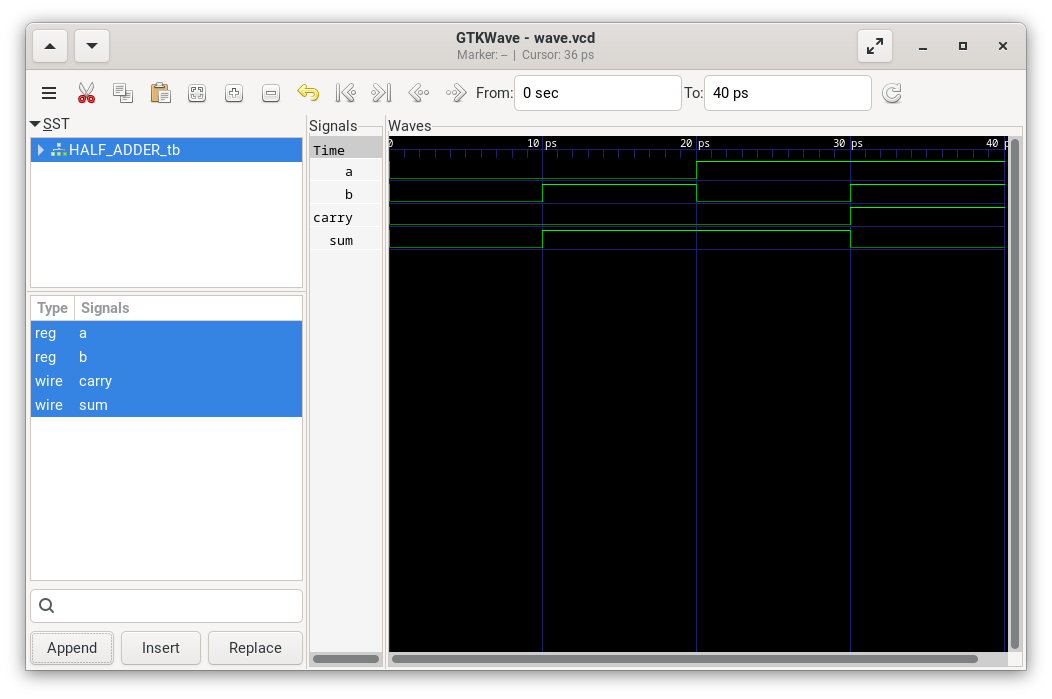 GTKWave - wave.vcd
Marker: -- | Cursor: 36 ps
From: 0 sec To: 40 ps
SST
HALF_ADDER_tb
Type Signals
reg a
reg b
wire carry
wire sum
Append Insert Replace
Signals
Time
a
b
carry
sum
Waves
0 10 ps 20 ps 30 ps 40 p